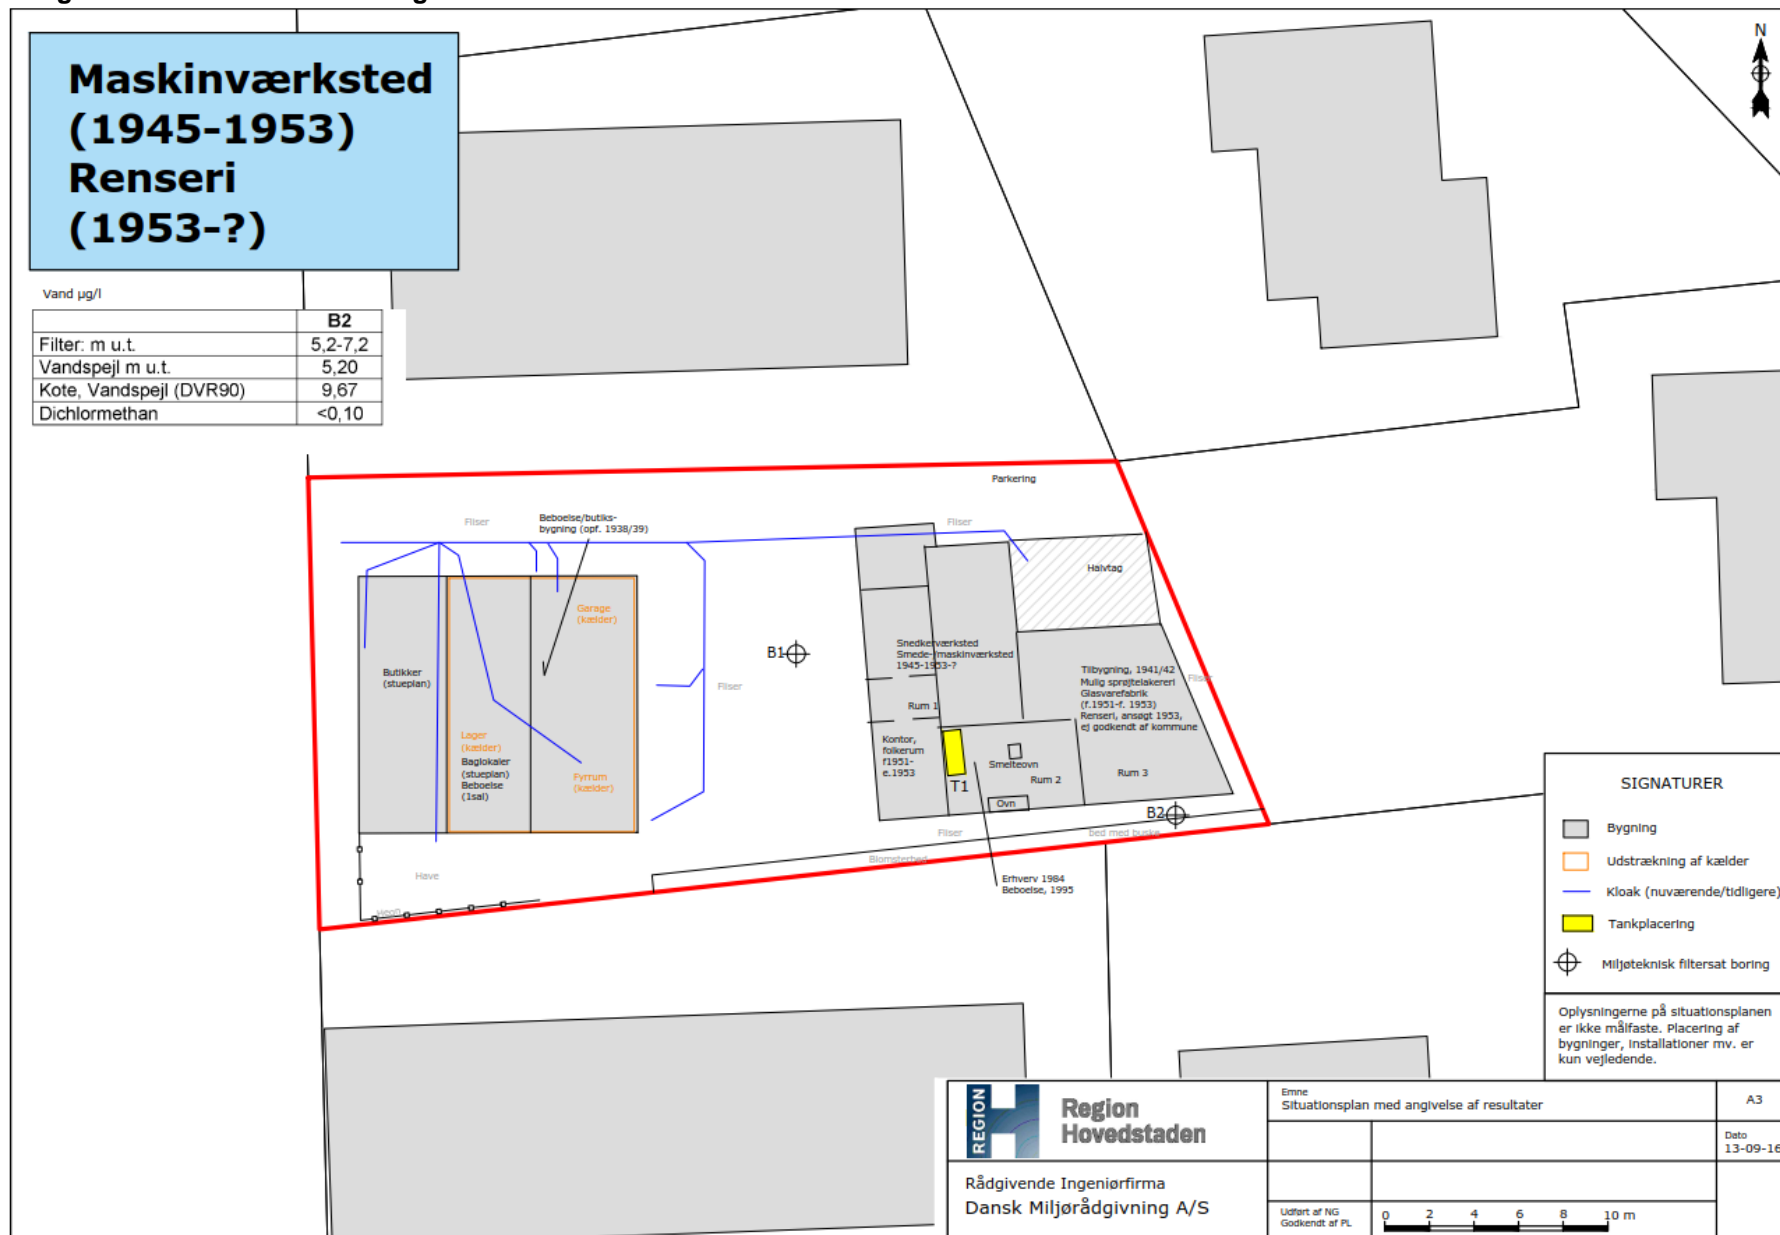 Maskinværksted
(1945-1953)
Renseri
(1953-?)
N
Vand µg/l
B2
Filter: m u.t. 5,2-7,2
Vandspejl m u.t. 5,20
Kote, Vandspejl (DVR90) 9,67
Dichlormethan <0,10
Parkering
Fliser
Beboelse/butiks-
bygning (opf. 1938/39)
Fliser
Halvtag
Garage
(kælder)
Butikker
(stueplan)
B1
Fliser
Snedkerværksted
Smede-/maskinværksted
1945-1953-?
Rum 1
Tilbygning, 1941/42
Mulig sprøjtelakereri
Glasvarefabrik
(f.1951-f. 1953)
Renseri, ansøgt 1953,
ej godkendt af kommune
Fliser
Lager
(kælder)
Baglokaler
(stueplan)
Beboelse
(1sal)
Fyrrum
(kælder)
Kontor,
folkerum
f1951-
e.1953
T1
Smelteovn
Rum 2
Ovn
Rum 3
B2
Fliser
bed med buske
Blomsterbed
Have
Hegn
Erhverv 1984
Beboelse, 1995
SIGNATURER
Bygning
Udstrækning af kælder
Kloak (nuværende/tidligere)
Tankplacering
Miljøteknisk filtersat boring
Oplysningerne på situationsplanen
er ikke målfaste. Placering af
bygninger, installationer mv. er
kun vejledende.
REGION H
Region
Hovedstaden
Rådgivende Ingeniørfirma
Dansk Miljørådgivning A/S
Emne
Situationsplan med angivelse af resultater
A3
Dato
13-09-16
Udført af NG
Godkendt af PL
0 2 4 6 8 10 m